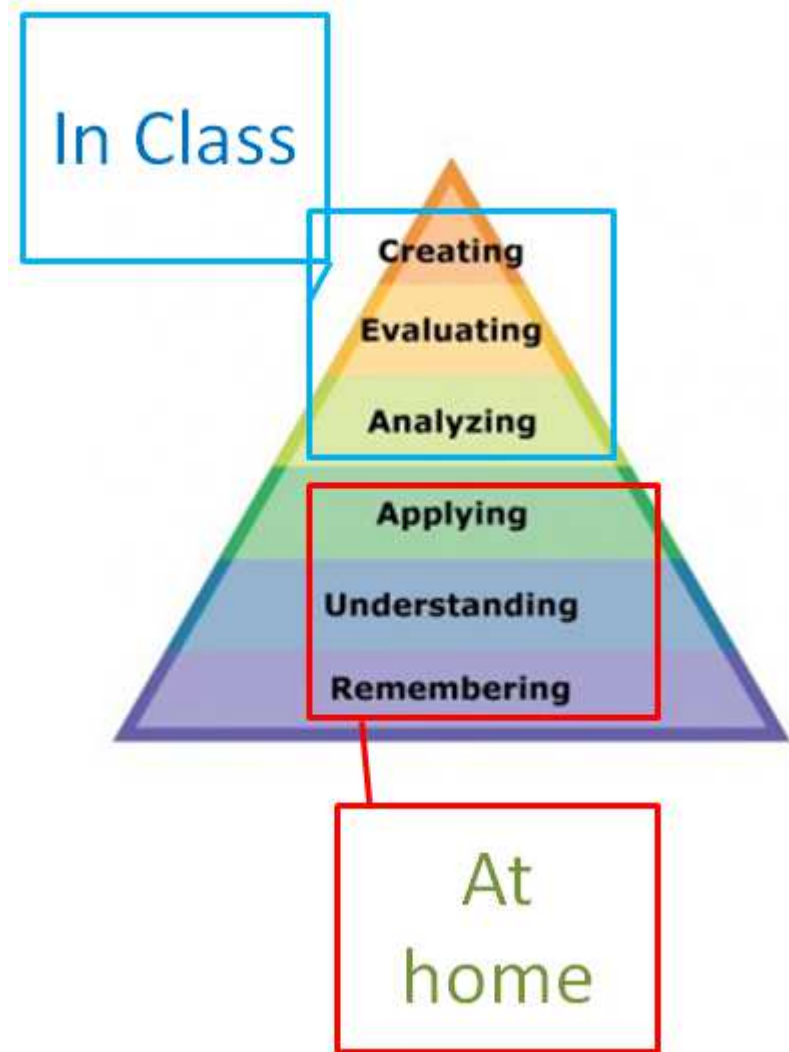 In Class
Creating
Evaluating
Analyzing
Applying
Understanding
Remembering
At
home